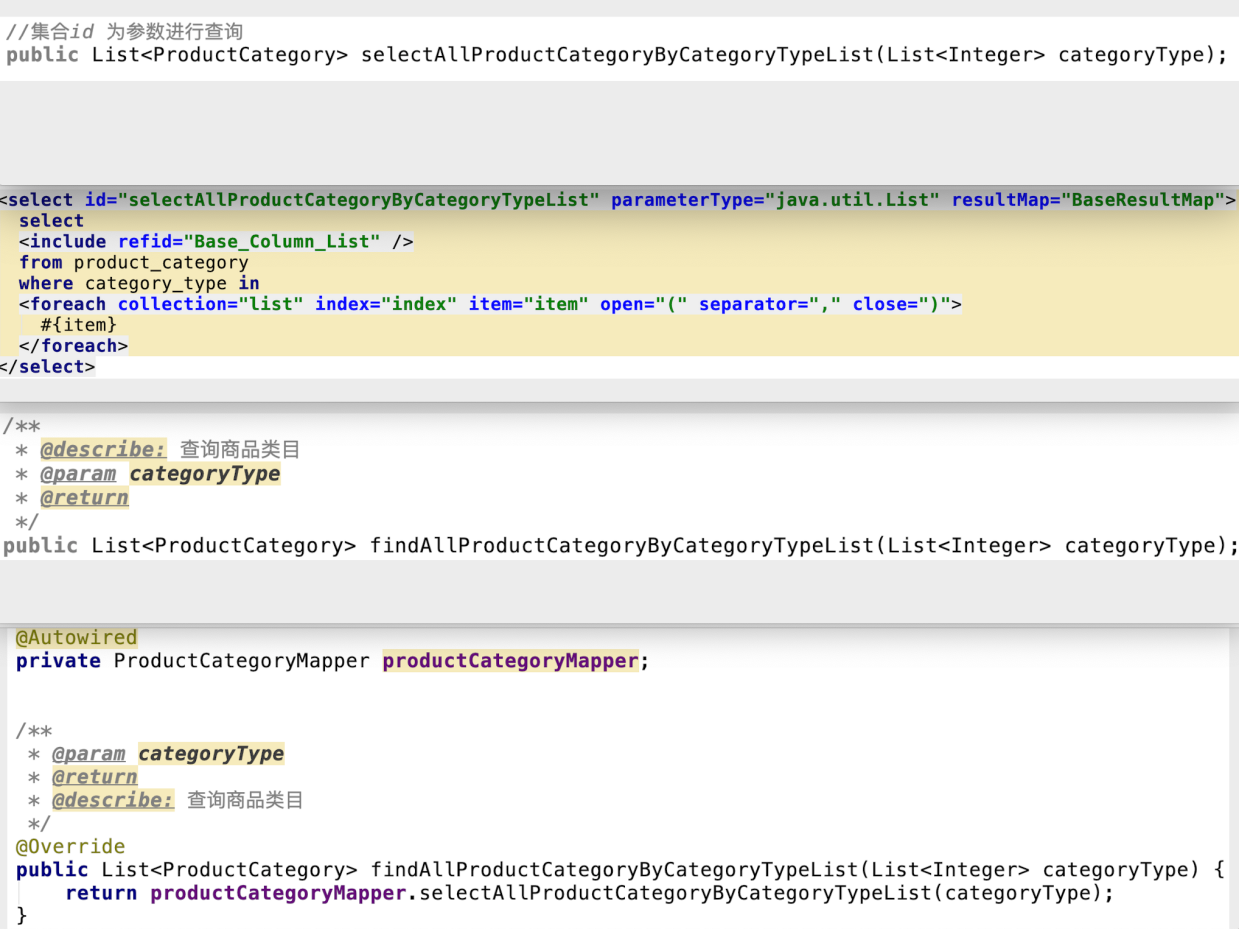 //集合id 为参数进行查询
public List<ProductCategory> selectAllProductCategoryByCategoryTypeList(List<Integer> categoryType);
<select id="selectAllProductCategoryByCategoryTypeList" parameterType="java.util.List" resultMap="BaseResultMap">
select
<include refid="Base_Column_List" />
from product_category
where category_type in
<foreach collection="list" index="index" item="item" open="(" separator="," close=")">
#{item}
</foreach>
</select>
/**
* @describe: 查询商品类目
* @param categoryType
* @return
*/
public List<ProductCategory> findAllProductCategoryByCategoryTypeList(List<Integer> categoryType);
@Autowired
private ProductCategoryMapper productCategoryMapper;
/**
* @param categoryType
* @return
* @describe: 查询商品类目
*/
@Override
public List<ProductCategory> findAllProductCategoryByCategoryTypeList(List<Integer> categoryType) {
return productCategoryMapper.selectAllProductCategoryByCategoryTypeList(categoryType);
}